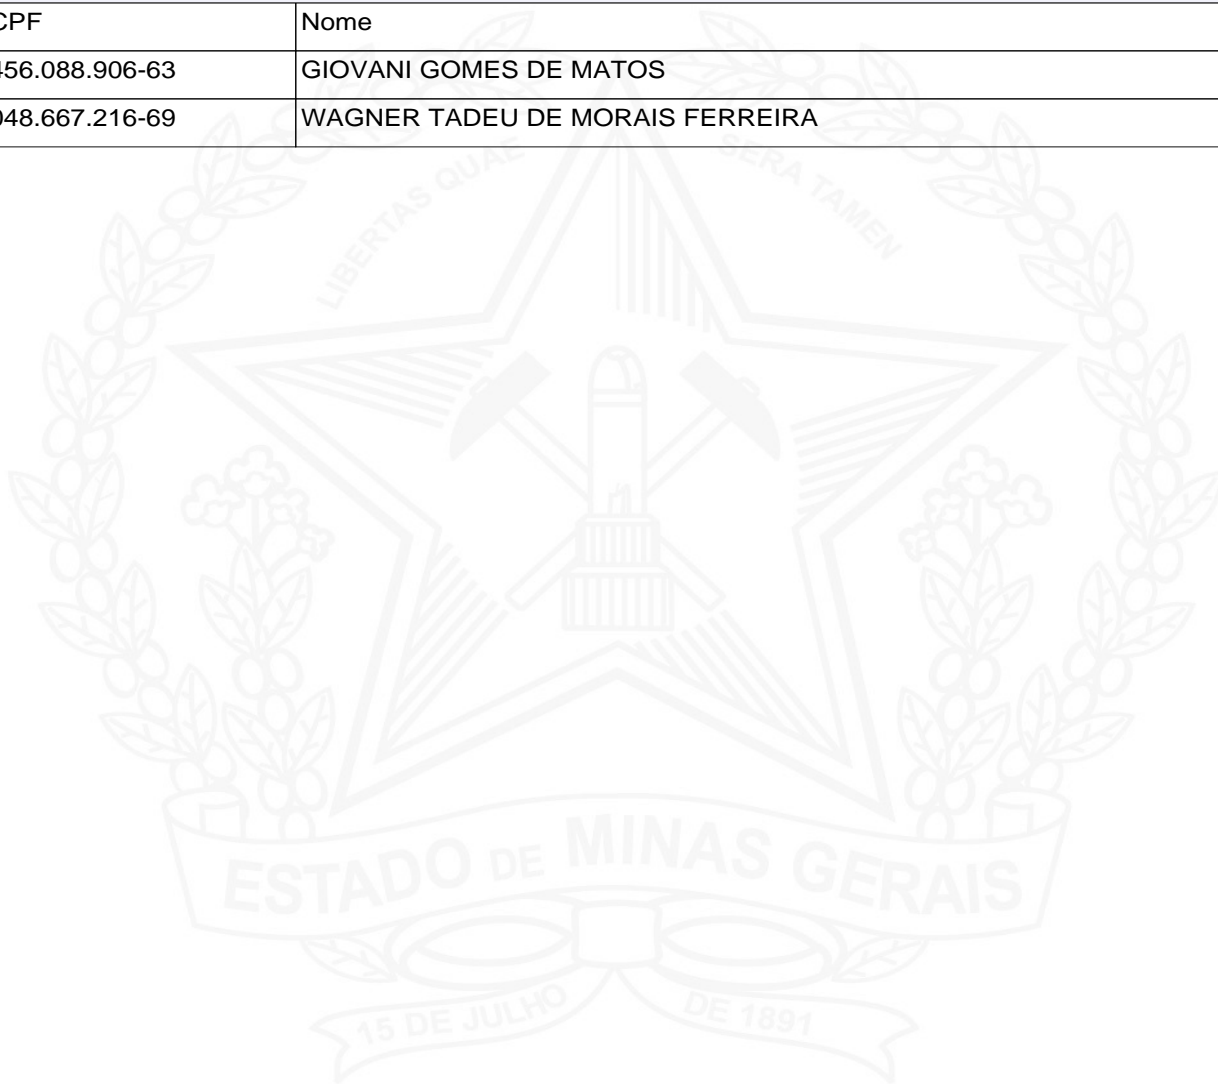 CPF Nome
456.088.906-63 GIOVANI GOMES DE MATOS
048.667.216-69 WAGNER TADEU DE MORAIS FERREIRA
LIBERTAS QUAE SERA TAMEN
ESTADO DE MINAS GERAIS
15 DE JULHO DE 1891